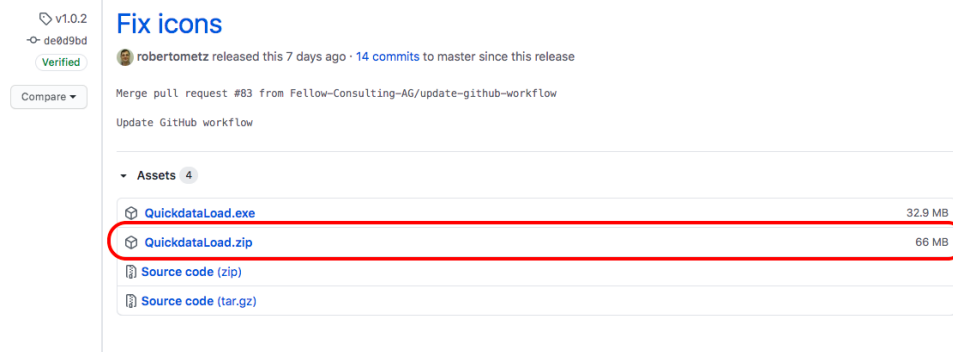 v1.0.2
de0d9bd
Verified
Compare
Fix icons
robertometz released this 7 days ago · 14 commits to master since this release
Merge pull request #83 from Fellow-Consulting-AG/update-github-workflow
Update GitHub workflow
Assets 4
QuickdataLoad.exe 32.9 MB
QuickdataLoad.zip 66 MB
Source code (zip)
Source code (tar.gz)